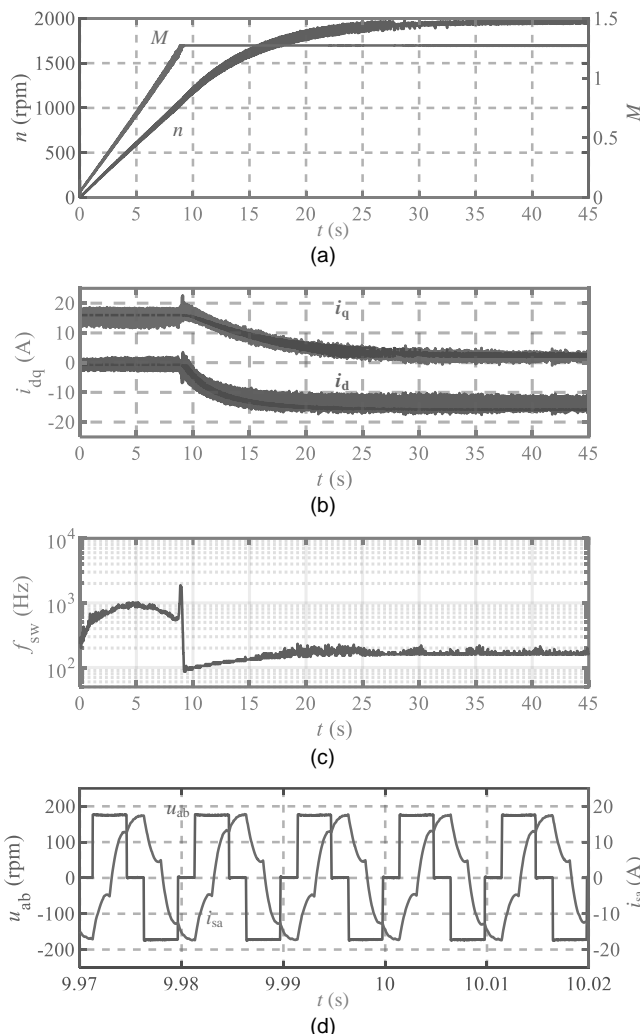 2000
1500
1000
500
0
n (rpm)
M
n
1.5
1
0.5
0
M
0 5 10 15 20 25 30 35 40 45
t (s)
(a)
20
10
0
-10
-20
i_dq (A)
i_q
i_d
0 5 10 15 20 25 30 35 40 45
t (s)
(b)
10^4
10^3
10^2
f_sw (Hz)
0 5 10 15 20 25 30 35 40 45
t (s)
(c)
200
100
0
-100
-200
u_ab (rpm)
u_ab
i_sa
20
10
0
-10
-20
i_sa (A)
9.97 9.98 9.99 10 10.01 10.02
t (s)
(d)